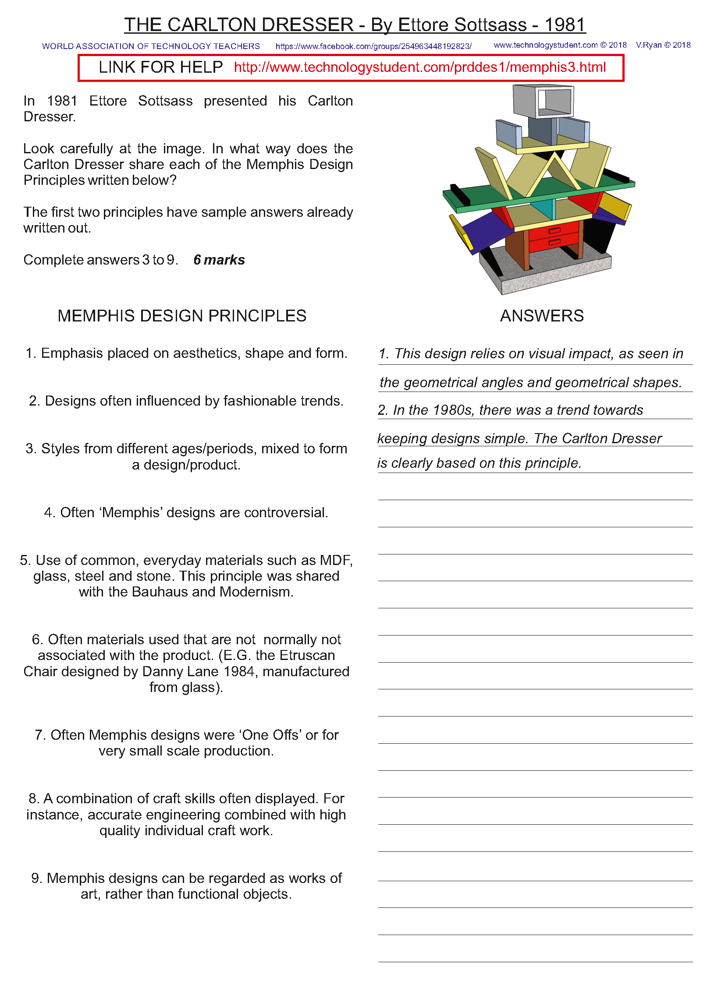 THE CARLTON DRESSER - By Ettore Sottsass - 1981
WORLD ASSOCIATION OF TECHNOLOGY TEACHERS https://www.facebook.com/groups/254963448192823/ www.technologystudent.com © 2018 V.Ryan © 2018
LINK FOR HELP http://www.technologystudent.com/prddes1/memphis3.html
In 1981 Ettore Sottsass presented his Carlton
Dresser.
Look carefully at the image. In what way does the
Carlton Dresser share each of the Memphis Design
Principles written below?
The first two principles have sample answers already
written out.
Complete answers 3 to 9. 6 marks
MEMPHIS DESIGN PRINCIPLES
1. Emphasis placed on aesthetics, shape and form.
2. Designs often influenced by fashionable trends.
3. Styles from different ages/periods, mixed to form
a design/product.
4. Often ‘Memphis’ designs are controversial.
5. Use of common, everyday materials such as MDF,
glass, steel and stone. This principle was shared
with the Bauhaus and Modernism.
6. Often materials used that are not normally not
associated with the product. (E.G. the Etruscan
Chair designed by Danny Lane 1984, manufactured
from glass).
7. Often Memphis designs were ‘One Offs’ or for
very small scale production.
8. A combination of craft skills often displayed. For
instance, accurate engineering combined with high
quality individual craft work.
9. Memphis designs can be regarded as works of
art, rather than functional objects.
ANSWERS
1. This design relies on visual impact, as seen in
the geometrical angles and geometrical shapes.
2. In the 1980s, there was a trend towards
keeping designs simple. The Carlton Dresser
is clearly based on this principle.